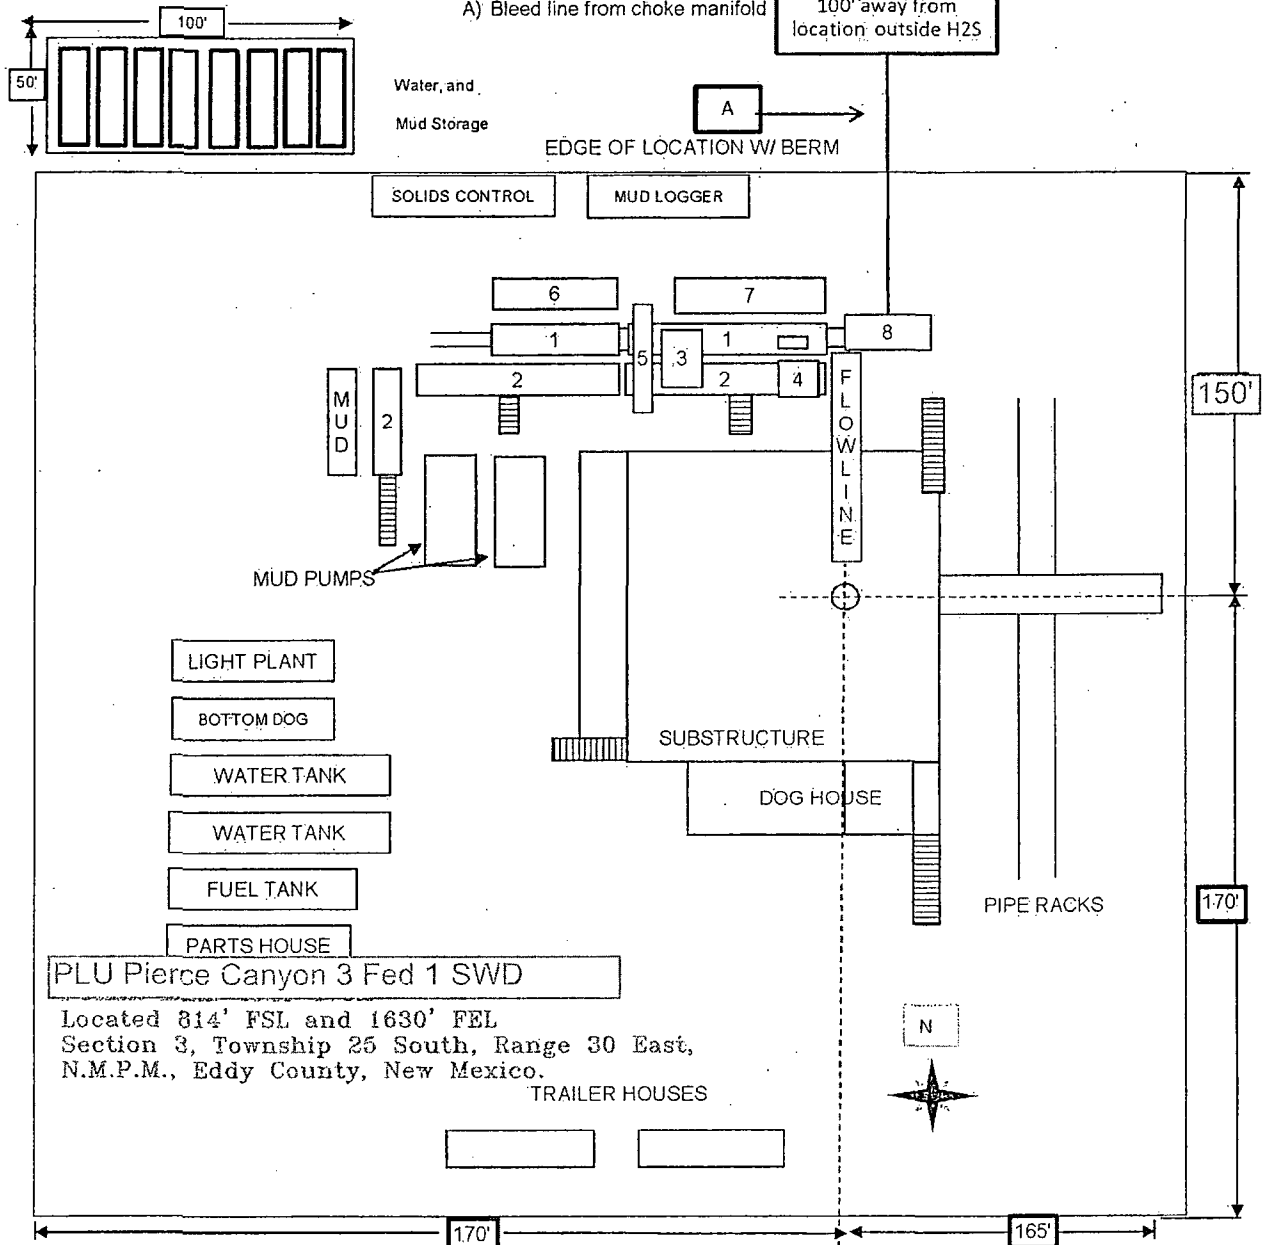 A) Bleed line from choke manifold
100' away from
location outside H2S
100'
50'
Water, and
Mud Storage
A
EDGE OF LOCATION W/ BERM
SOLIDS CONTROL
MUD LOGGER
6
7
1
1
8
5
3
2
2
4
MUD
2
FLOWLINE
150'
MUD PUMPS
LIGHT PLANT
BOTTOM DOG
SUBSTRUCTURE
WATER TANK
DOG HOUSE
WATER TANK
FUEL TANK
PIPE RACKS
170'
PARTS HOUSE
PLU Pierce Canyon 3 Fed 1 SWD
Located 814' FSL and 1630' FEL
Section 3, Township 25 South, Range 30 East,
N.M.P.M., Eddy County, New Mexico.
N
TRAILER HOUSES
170'
165'